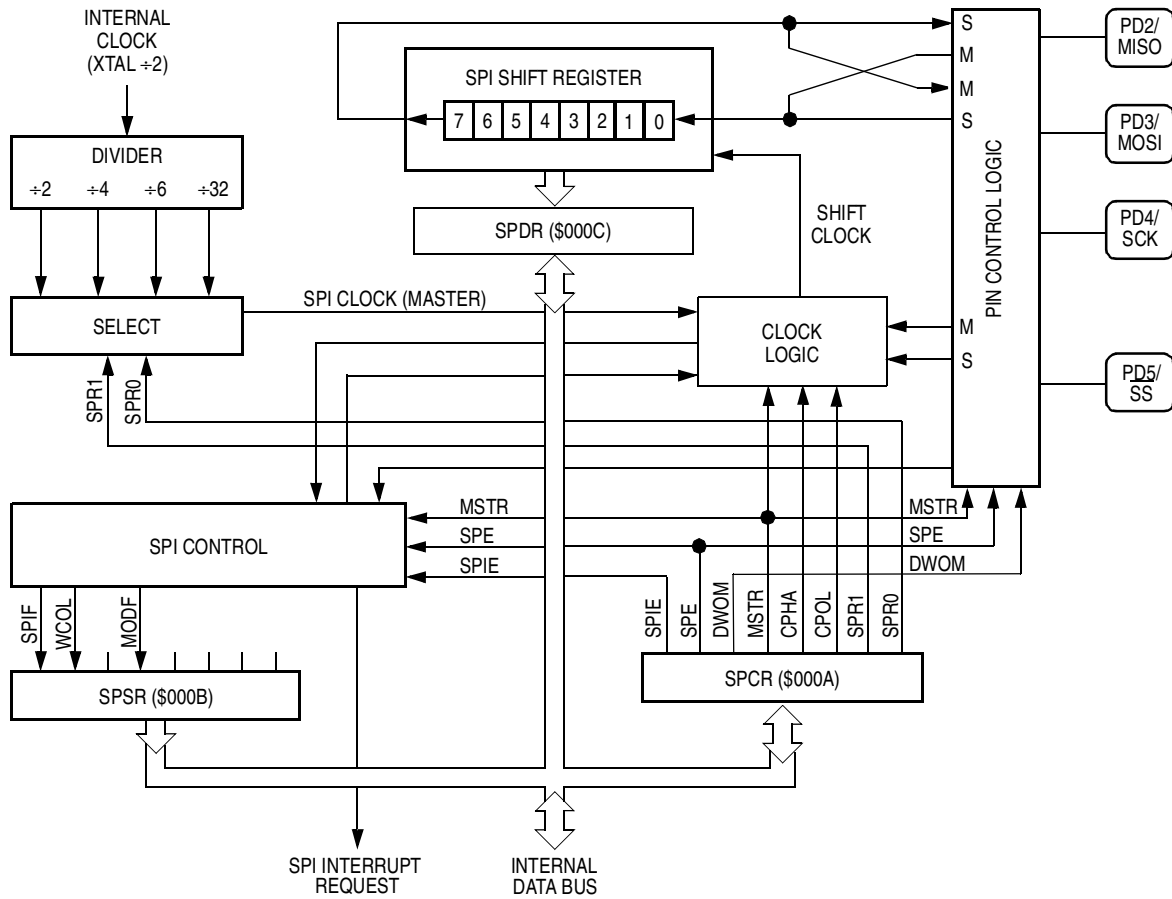 INTERNAL
CLOCK
(XTAL ÷2)
DIVIDER
÷2 ÷4 ÷6 ÷32
SELECT
SPR1
SPR0
SPI SHIFT REGISTER
7 6 5 4 3 2 1 0
SPDR ($000C)
SHIFT
CLOCK
SPI CLOCK (MASTER)
CLOCK
LOGIC
S
M
M
S
M
S
PIN CONTROL LOGIC
PD2/
MISO
PD3/
MOSI
PD4/
SCK
PD5/
SS
SPI CONTROL
MSTR
SPE
SPIE
MSTR
SPE
DWOM
SPIF
WCOL
MODF
SPSR ($000B)
SPIE
SPE
DWOM
MSTR
CPHA
CPOL
SPR1
SPR0
SPCR ($000A)
SPI INTERRUPT
REQUEST
INTERNAL
DATA BUS